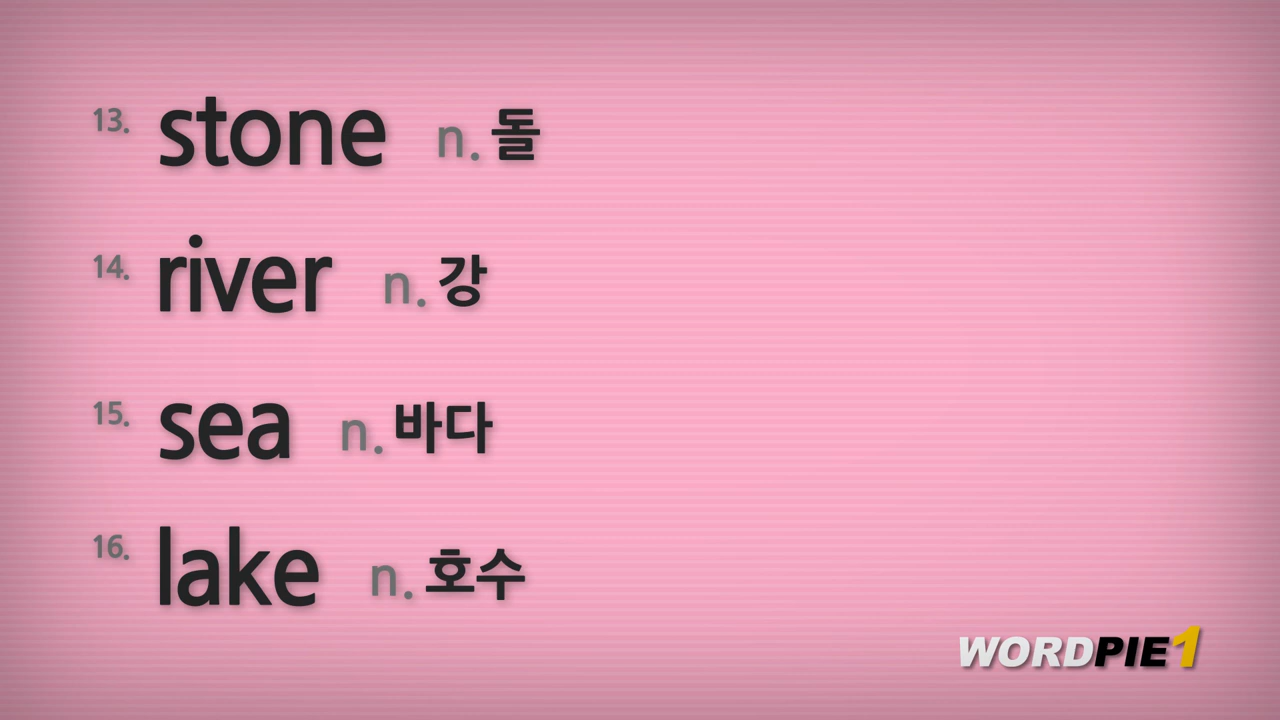 13. stone n. 돌
14. river n. 강
15. sea n. 바다
16. lake n. 호수
WORDPIE1